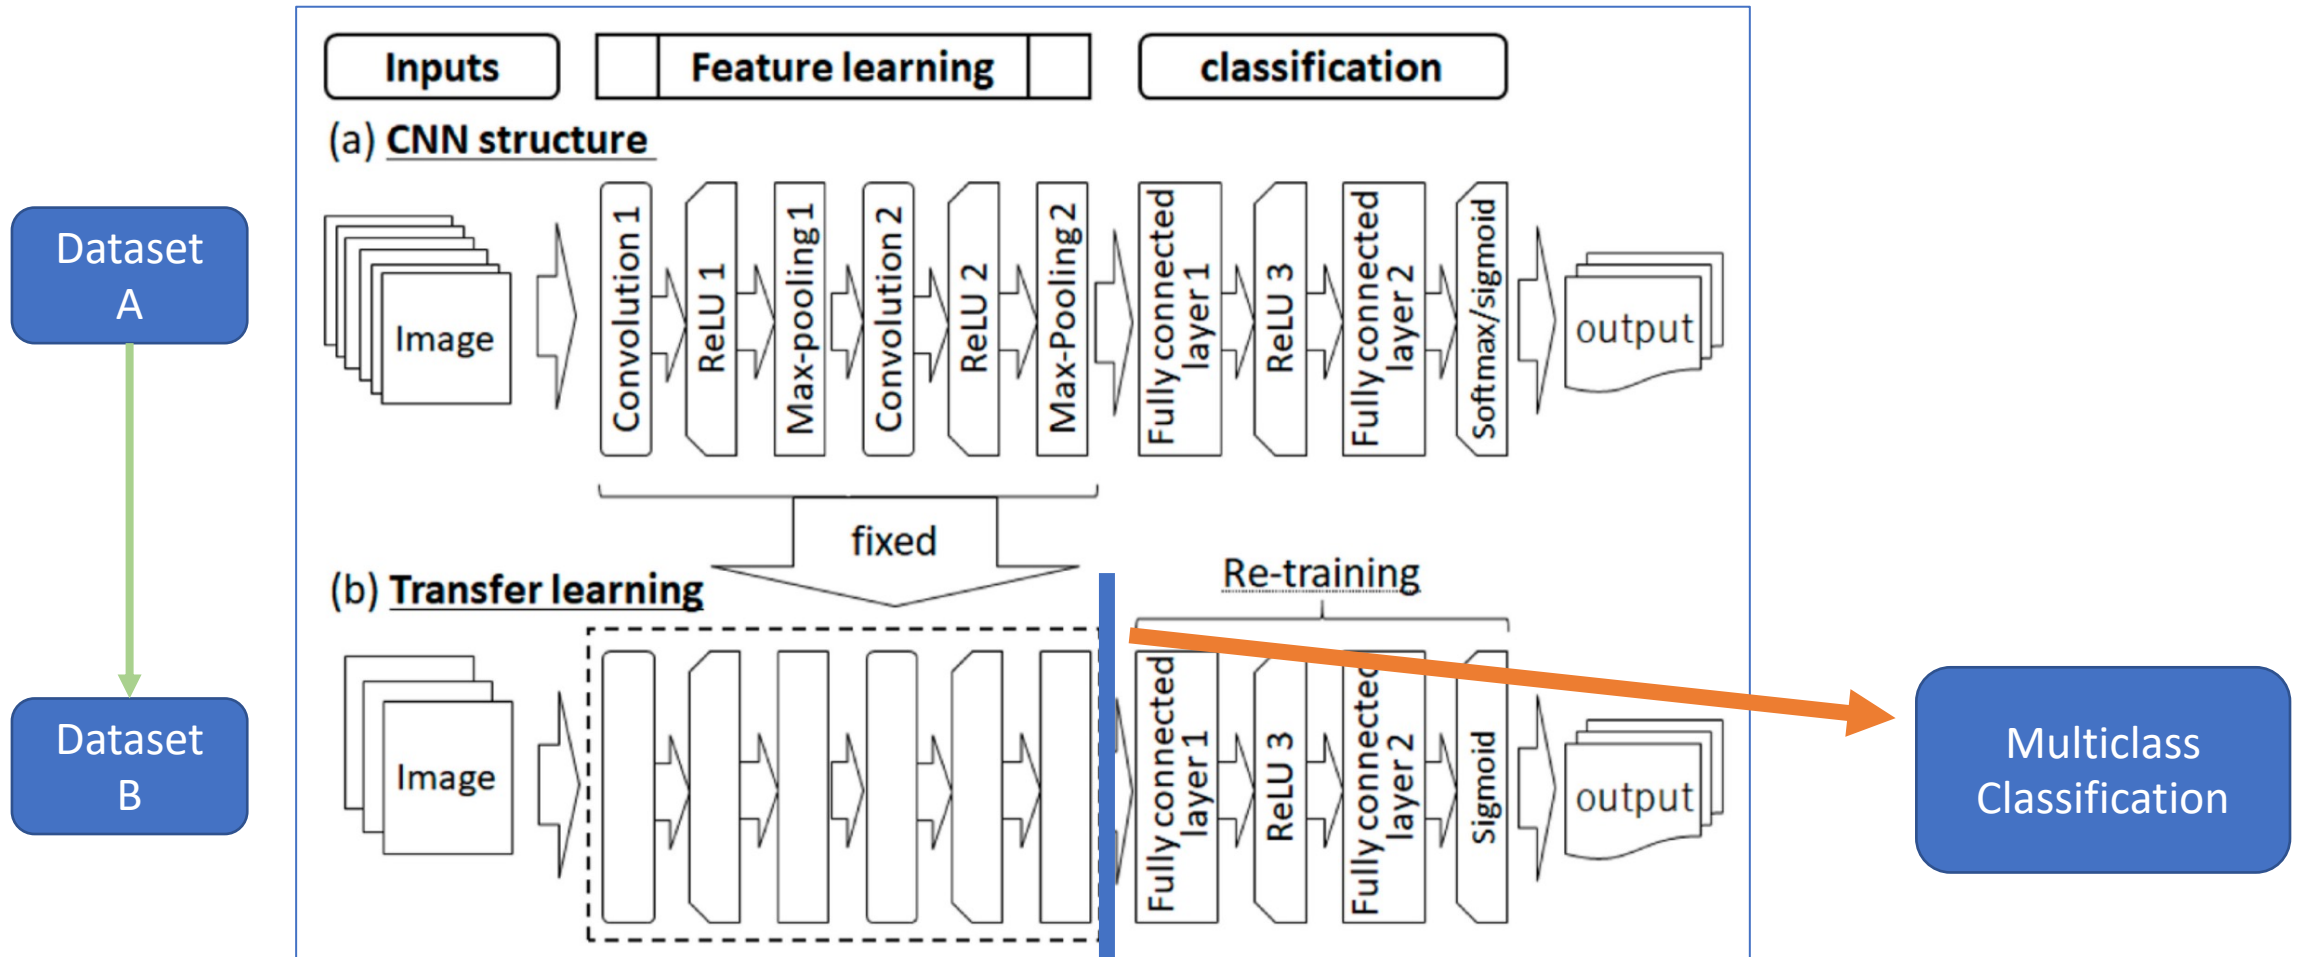 Inputs
Feature learning
classification
(a) CNN structure
Dataset
A
Image
Convolution 1
ReLU 1
Max-pooling 1
Convolution 2
ReLU 2
Max-Pooling 2
Fully connected
layer 1
ReLU 3
Fully connected
layer 2
Softmax/sigmoid
output
fixed
(b) Transfer learning
Re-training
Dataset
B
Image
Fully connected
layer 1
ReLU 3
Fully connected
layer 2
Sigmoid
output
Multiclass
Classification